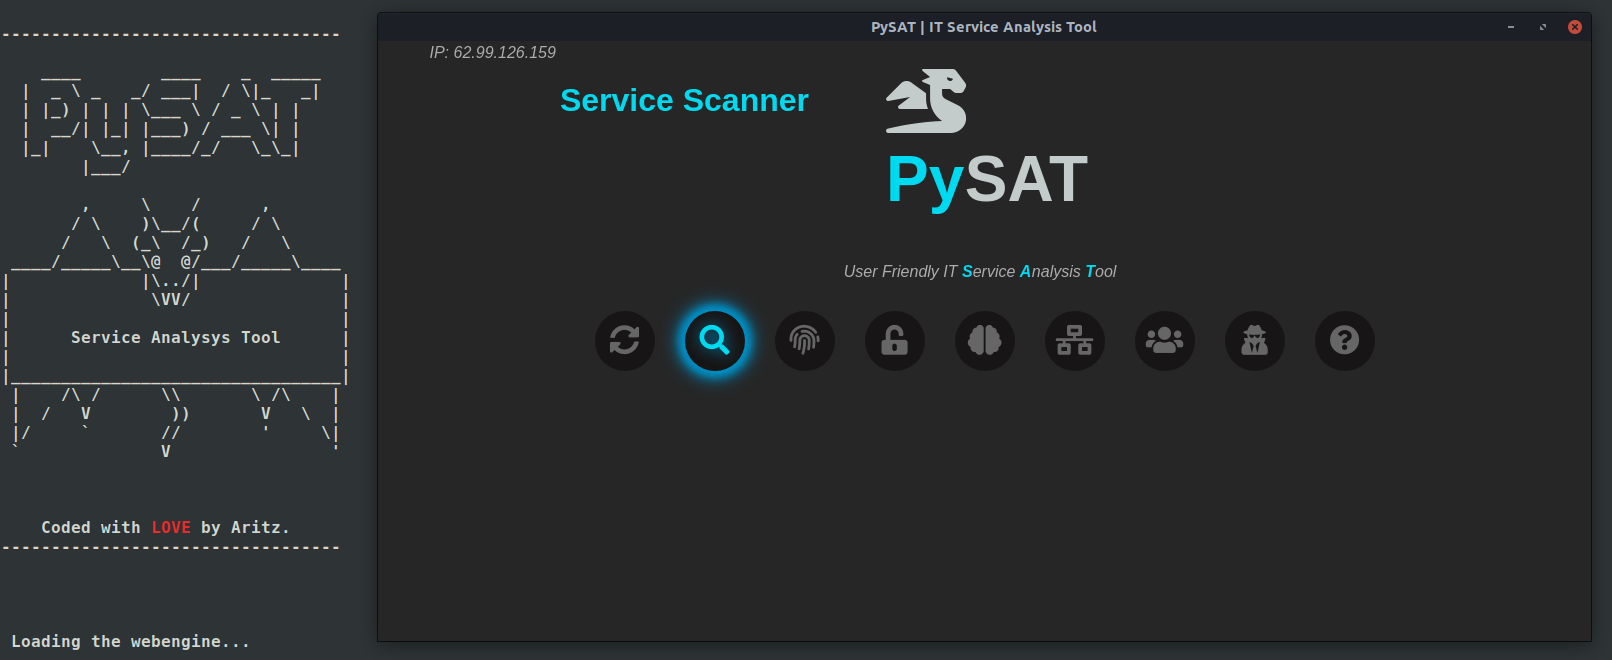 PySAT
Service Analysys Tool
Coded with LOVE by Aritz.
Loading the webengine...
PySAT | IT Service Analysis Tool
IP: 62.99.126.159
Service Scanner
PySAT
User Friendly IT Service Analysis Tool